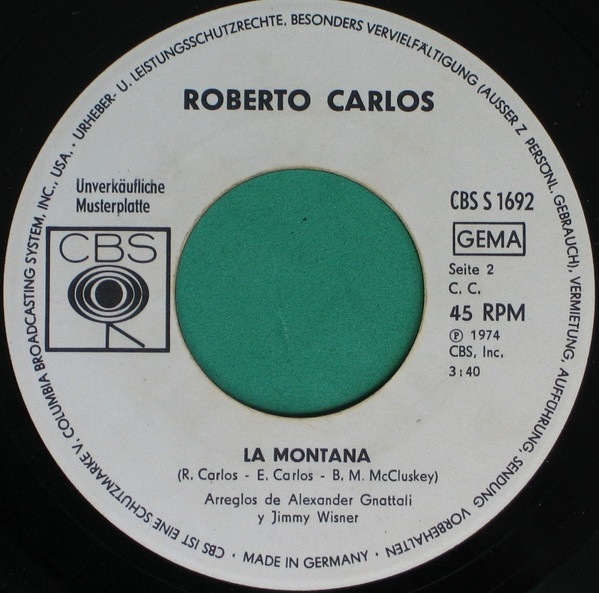 URHEBER- U. LEISTUNGSSCHUTZRECHTE, BESONDERS VERVIELFÄLTIGUNG (AUSSER Z. PERSÖNL. GEBRAUCH), VERMIETUNG, AUFFÜHRUNG, SENDUNG VORBEHALTEN
ROBERTO CARLOS
Unverkäufliche
Musterplatte
CBS
CBS S 1692
GEMA
Seite 2
C. C.
45 RPM
℗ 1974
CBS, Inc.
3:40
LA MONTANA
(R. Carlos - E. Carlos - B. M. McCluskey)
Arreglos de Alexander Gnattali
y Jimmy Wisner
· MADE IN GERMANY ·
CBS IST EINE SCHUTZMARKE V. COLUMBIA BROADCASTING SYSTEM, INC., USA. ·